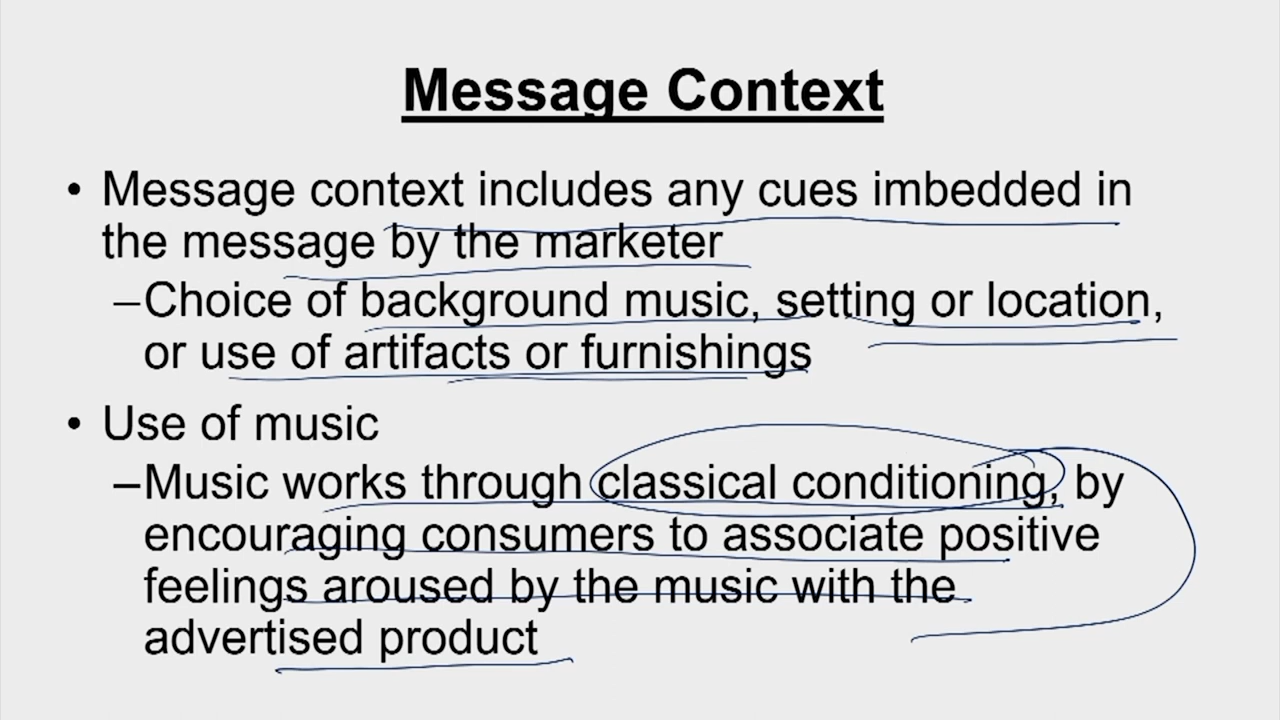 Message Context
• Message context includes any cues imbedded in
the message by the marketer
–Choice of background music, setting or location,
or use of artifacts or furnishings
• Use of music
–Music works through classical conditioning, by
encouraging consumers to associate positive
feelings aroused by the music with the
advertised product